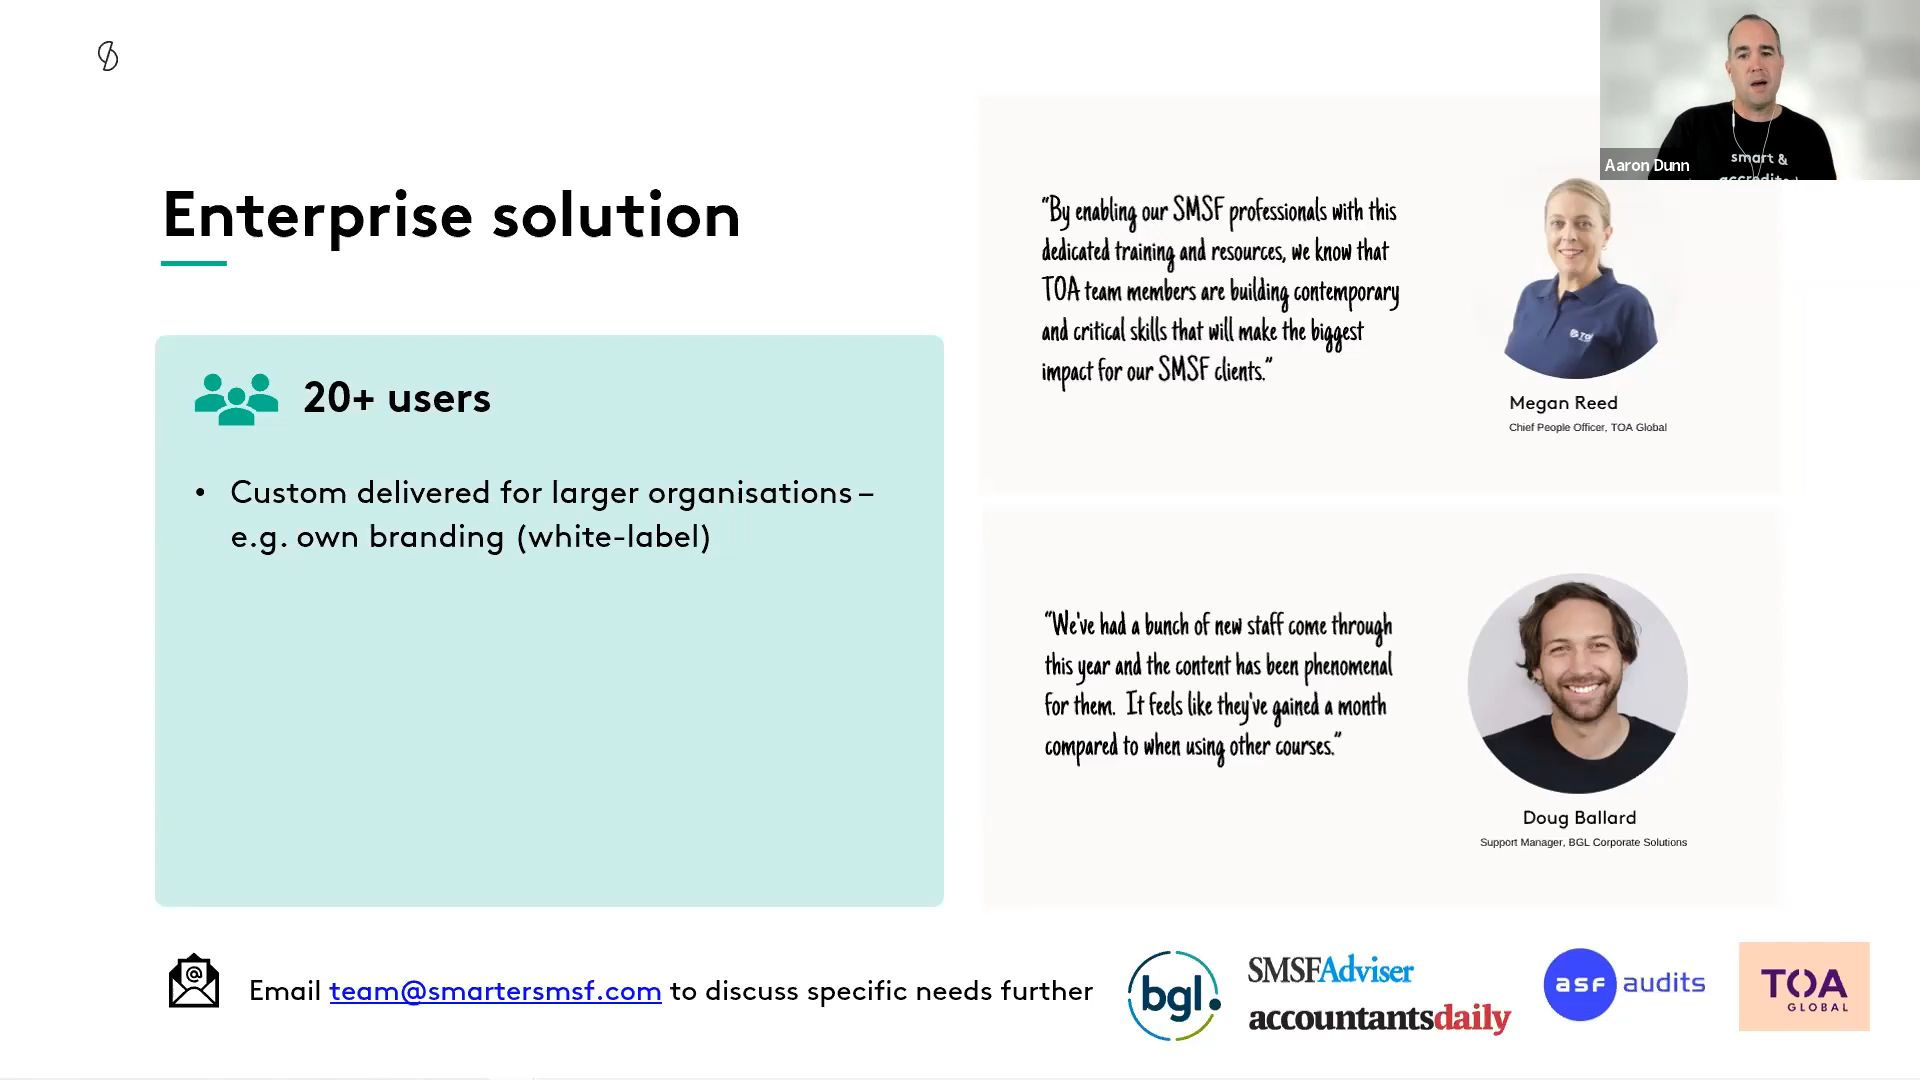 Aaron Dunn
smart &
accredited
Enterprise solution
20+ users
• Custom delivered for larger organisations –
e.g. own branding (white-label)
“By enabling our SMSF professionals with this
dedicated training and resources, we know that
TOA team members are building contemporary
and critical skills that will make the biggest
impact for our SMSF clients.”
Megan Reed
Chief People Officer, TOA Global
“We've had a bunch of new staff come through
this year and the content has been phenomenal
for them. It feels like they've gained a month
compared to when using other courses.”
Doug Ballard
Support Manager, BGL Corporate Solutions
Email team@smartersmsf.com to discuss specific needs further
bgl.
SMSFAdviser
accountantsdaily
asf audits
TOA
GLOBAL